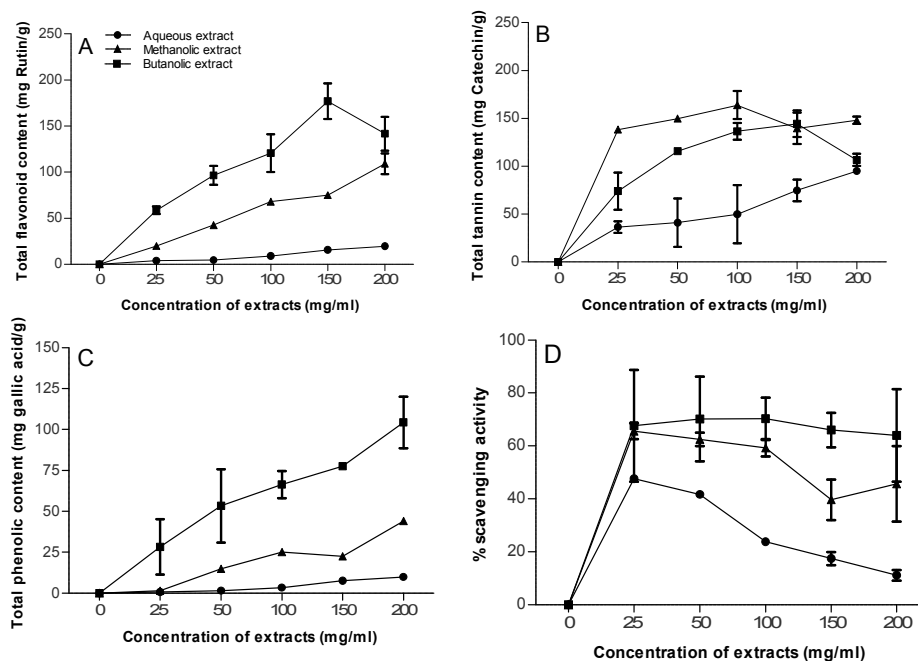 A
Aqueous extract
Methanolic extract
Butanolic extract
Total flavonoid content (mg Rutin/g)
250
200
150
100
50
0
0 25 50 100 150 200
Concentration of extracts (mg/ml)
B
Total tannin content (mg Catechin/g)
250
200
150
100
50
0
0 25 50 100 150 200
Concentration of extracts (mg/ml)
C
Total phenolic content (mg gallic acid/g)
150
125
100
75
50
25
0
0 25 50 100 150 200
Concentration of extracts (mg/ml)
D
% scavenging activity
100
80
60
40
20
0
0 25 50 100 150 200
Concentration of extracts (mg/ml)